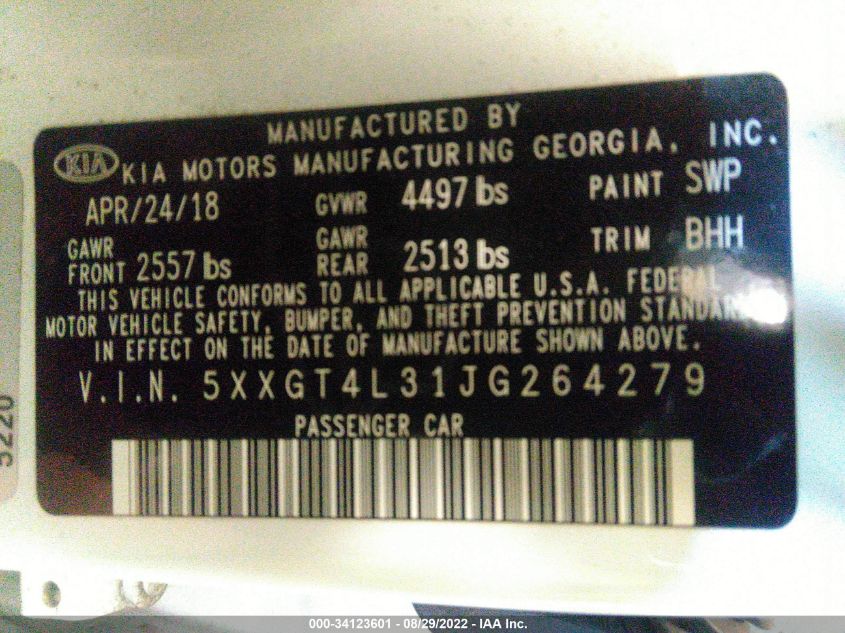 MANUFACTURED BY
KIA KIA MOTORS MANUFACTURING GEORGIA, INC.
APR/24/18 GVWR 4497 lbs PAINT SWP
GAWR FRONT 2557 lbs GAWR REAR 2513 lbs TRIM BHH
THIS VEHICLE CONFORMS TO ALL APPLICABLE U.S.A. FEDERAL
MOTOR VEHICLE SAFETY, BUMPER, AND THEFT PREVENTION STANDARDS
IN EFFECT ON THE DATE OF MANUFACTURE SHOWN ABOVE.
V.I.N. 5XXGT4L31JG264279
PASSENGER CAR
5220
000-34123601 - 08/29/2022 - IAA Inc.